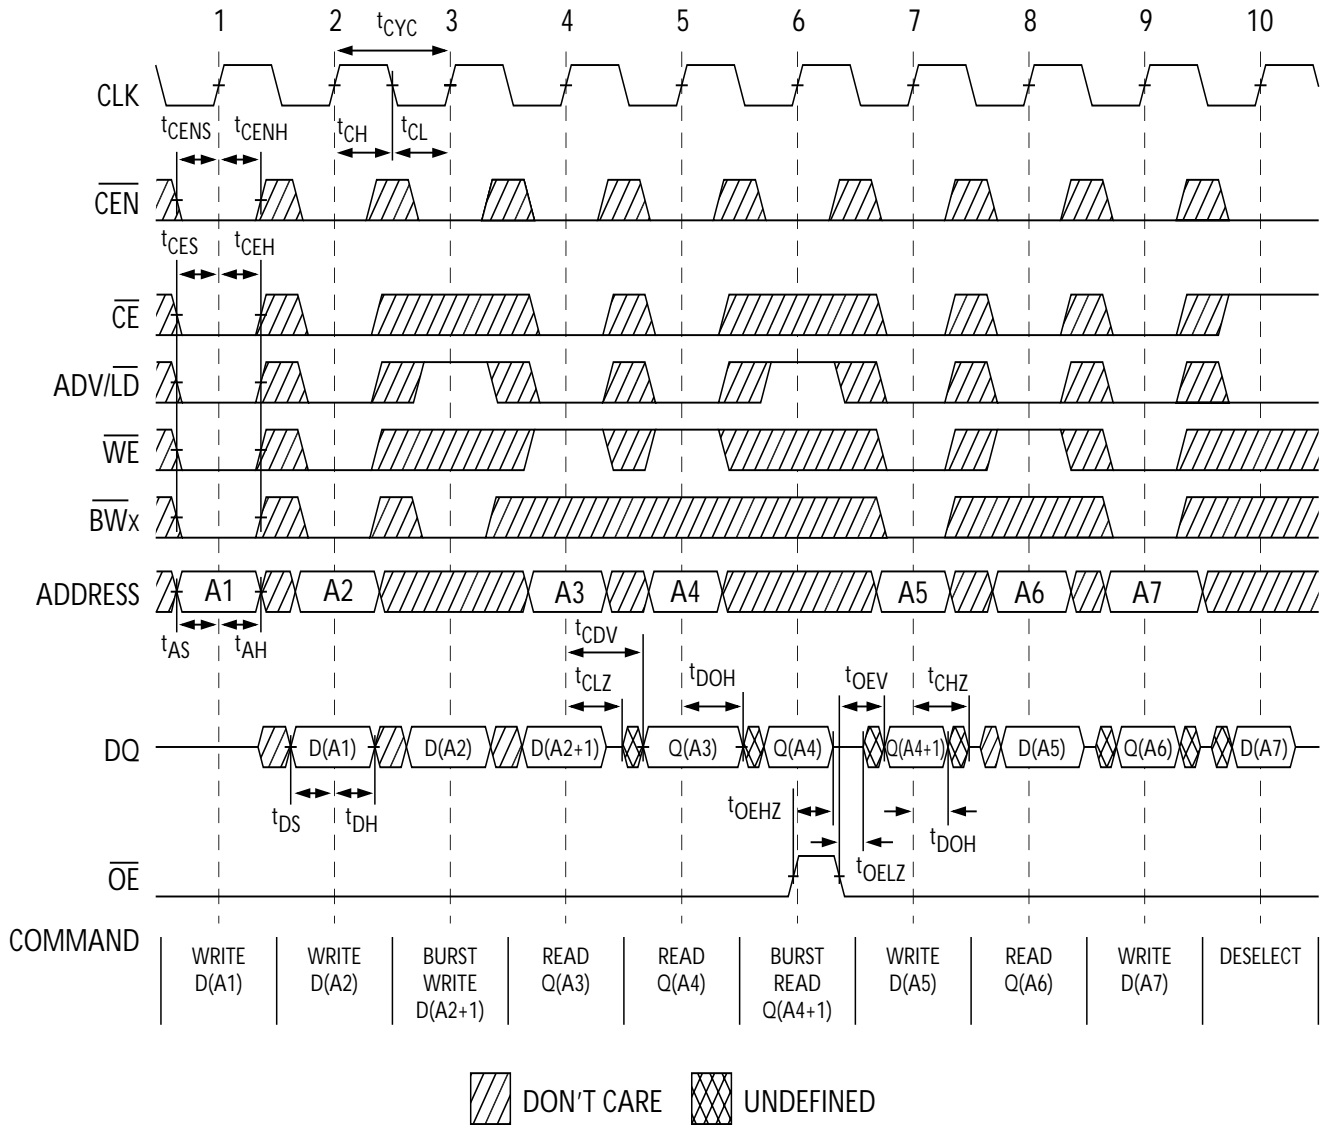 1 2 3 4 5 6 7 8 9 10
tCYC
CLK
tCENS tCENH tCH tCL
CEN
tCES tCEH
CE
ADV/LD
WE
BWx
ADDRESS A1 A2 A3 A4 A5 A6 A7
tAS tAH tCDV
tCLZ tDOH tOEV tCHZ
DQ D(A1) D(A2) D(A2+1) Q(A3) Q(A4) Q(A4+1) D(A5) Q(A6) D(A7)
tDS tDH tOEHZ tDOH
tOELZ
OE
COMMAND
WRITE WRITE BURST READ READ BURST WRITE READ WRITE DESELECT
D(A1) D(A2) WRITE Q(A3) Q(A4) READ D(A5) Q(A6) D(A7)
D(A2+1) Q(A4+1)
DON'T CARE UNDEFINED